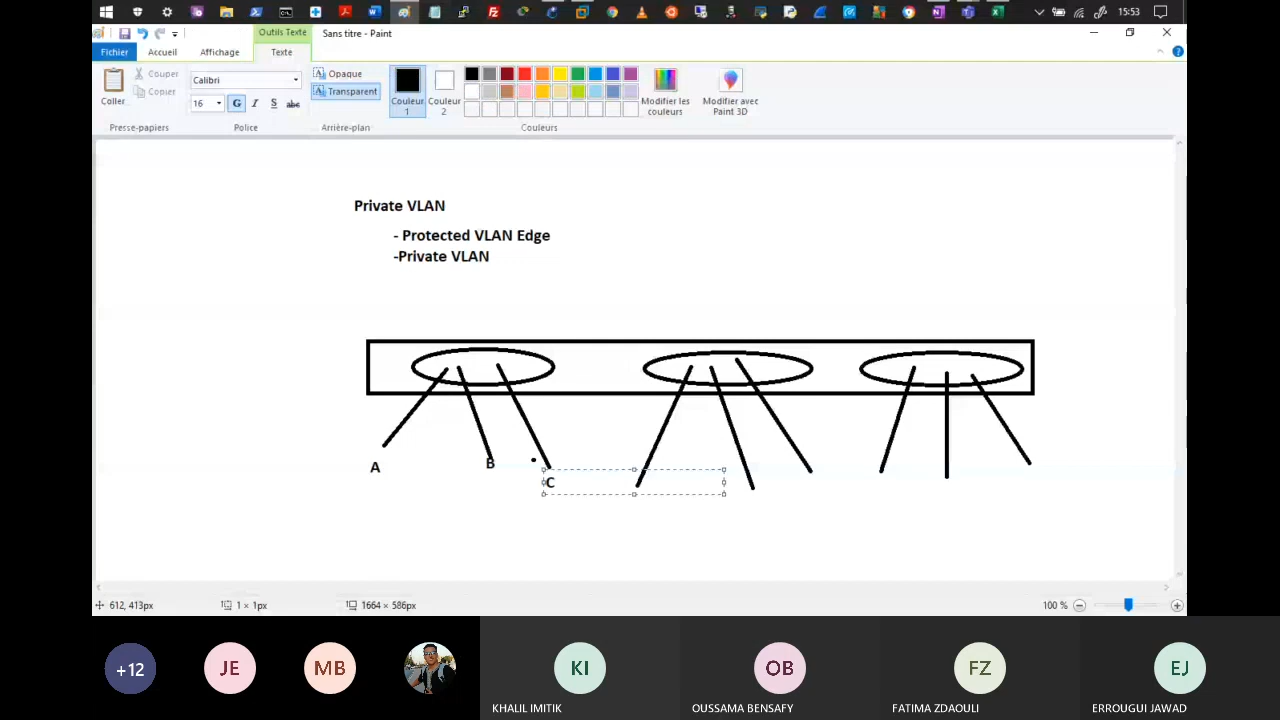 15:53
Outils Texte
Sans titre - Paint
Fichier
Accueil
Affichage
Texte
Coller
Couper
Copier
Presse-papiers
Calibri
16
G I S abc
Police
Opaque
Transparent
Arrière-plan
Couleur 1
Couleur 2
Modifier les couleurs
Modifier avec Paint 3D
Couleurs
Private VLAN
- Protected VLAN Edge
-Private VLAN
A
B
C
612, 413px
1 × 1px
1664 × 586px
100 %
+12
JE
MB
KI
OB
FZ
EJ
KHALIL IMITIK
OUSSAMA BENSAFY
FATIMA ZDAOULI
ERROUGUI JAWAD